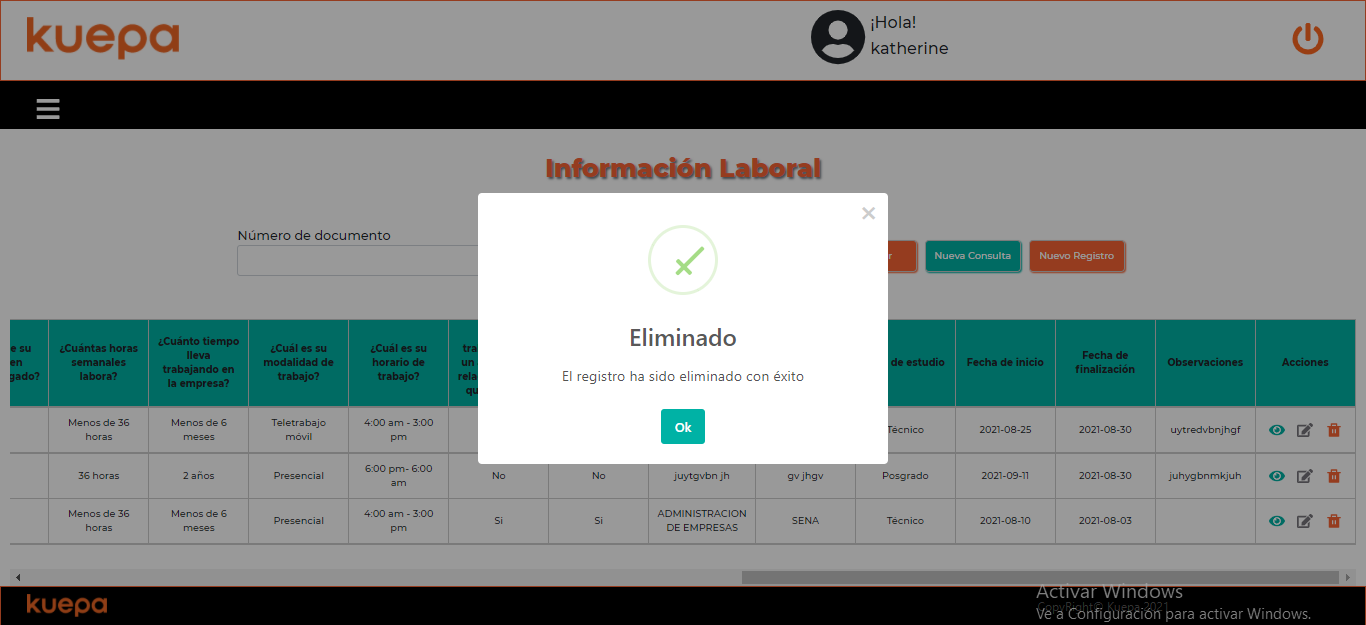 kuepa
¡Hola!
katherine
Información Laboral
Número de documento
r
Nueva Consulta
Nuevo Registro
Eliminado
El registro ha sido eliminado con éxito
Ok
e su
en
gado?
¿Cuántas horas
semanales
labora?
¿Cuánto tiempo
lleva
trabajando en
la empresa?
¿Cuál es su
modalidad de
trabajo?
¿Cuál es su
horario de
trabajo?
tra
un
rela
qu
de estudio
Fecha de inicio
Fecha de
finalización
Observaciones
Acciones
Menos de 36
horas
Menos de 6
meses
Teletrabajo
móvil
4:00 am - 3:00
pm
Técnico
2021-08-25
2021-08-30
uytredvbnjhgf
36 horas
2 años
Presencial
6:00 pm- 6:00
am
No
No
juytgvbn jh
gv jhgv
Posgrado
2021-09-11
2021-08-30
juhygbnmkjuh
Menos de 36
horas
Menos de 6
meses
Presencial
4:00 am - 3:00
pm
Si
Si
ADMINISTRACION
DE EMPRESAS
SENA
Técnico
2021-08-10
2021-08-03
kuepa
Activar Windows
CopyRight© Kuepa 2021
Ve a Configuración para activar Windows.